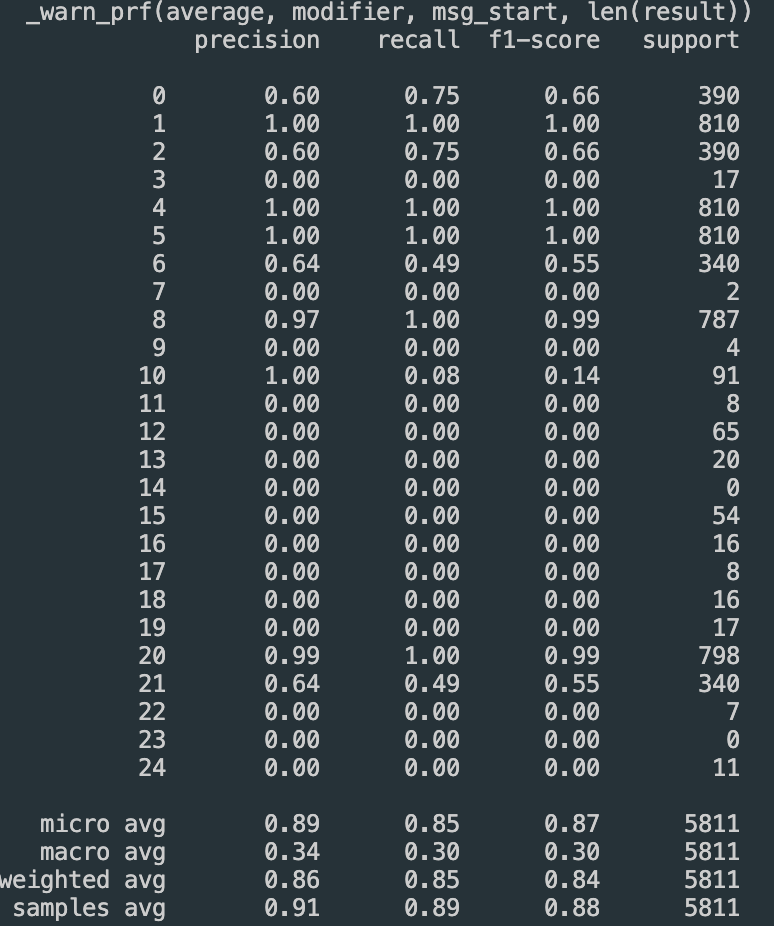 _warn_prf(average, modifier, msg_start, len(result))
precision recall f1-score support
0 0.60 0.75 0.66 390
1 1.00 1.00 1.00 810
2 0.60 0.75 0.66 390
3 0.00 0.00 0.00 17
4 1.00 1.00 1.00 810
5 1.00 1.00 1.00 810
6 0.64 0.49 0.55 340
7 0.00 0.00 0.00 2
8 0.97 1.00 0.99 787
9 0.00 0.00 0.00 4
10 1.00 0.08 0.14 91
11 0.00 0.00 0.00 8
12 0.00 0.00 0.00 65
13 0.00 0.00 0.00 20
14 0.00 0.00 0.00 0
15 0.00 0.00 0.00 54
16 0.00 0.00 0.00 16
17 0.00 0.00 0.00 8
18 0.00 0.00 0.00 16
19 0.00 0.00 0.00 17
20 0.99 1.00 0.99 798
21 0.64 0.49 0.55 340
22 0.00 0.00 0.00 7
23 0.00 0.00 0.00 0
24 0.00 0.00 0.00 11
micro avg 0.89 0.85 0.87 5811
macro avg 0.34 0.30 0.30 5811
weighted avg 0.86 0.85 0.84 5811
samples avg 0.91 0.89 0.88 5811